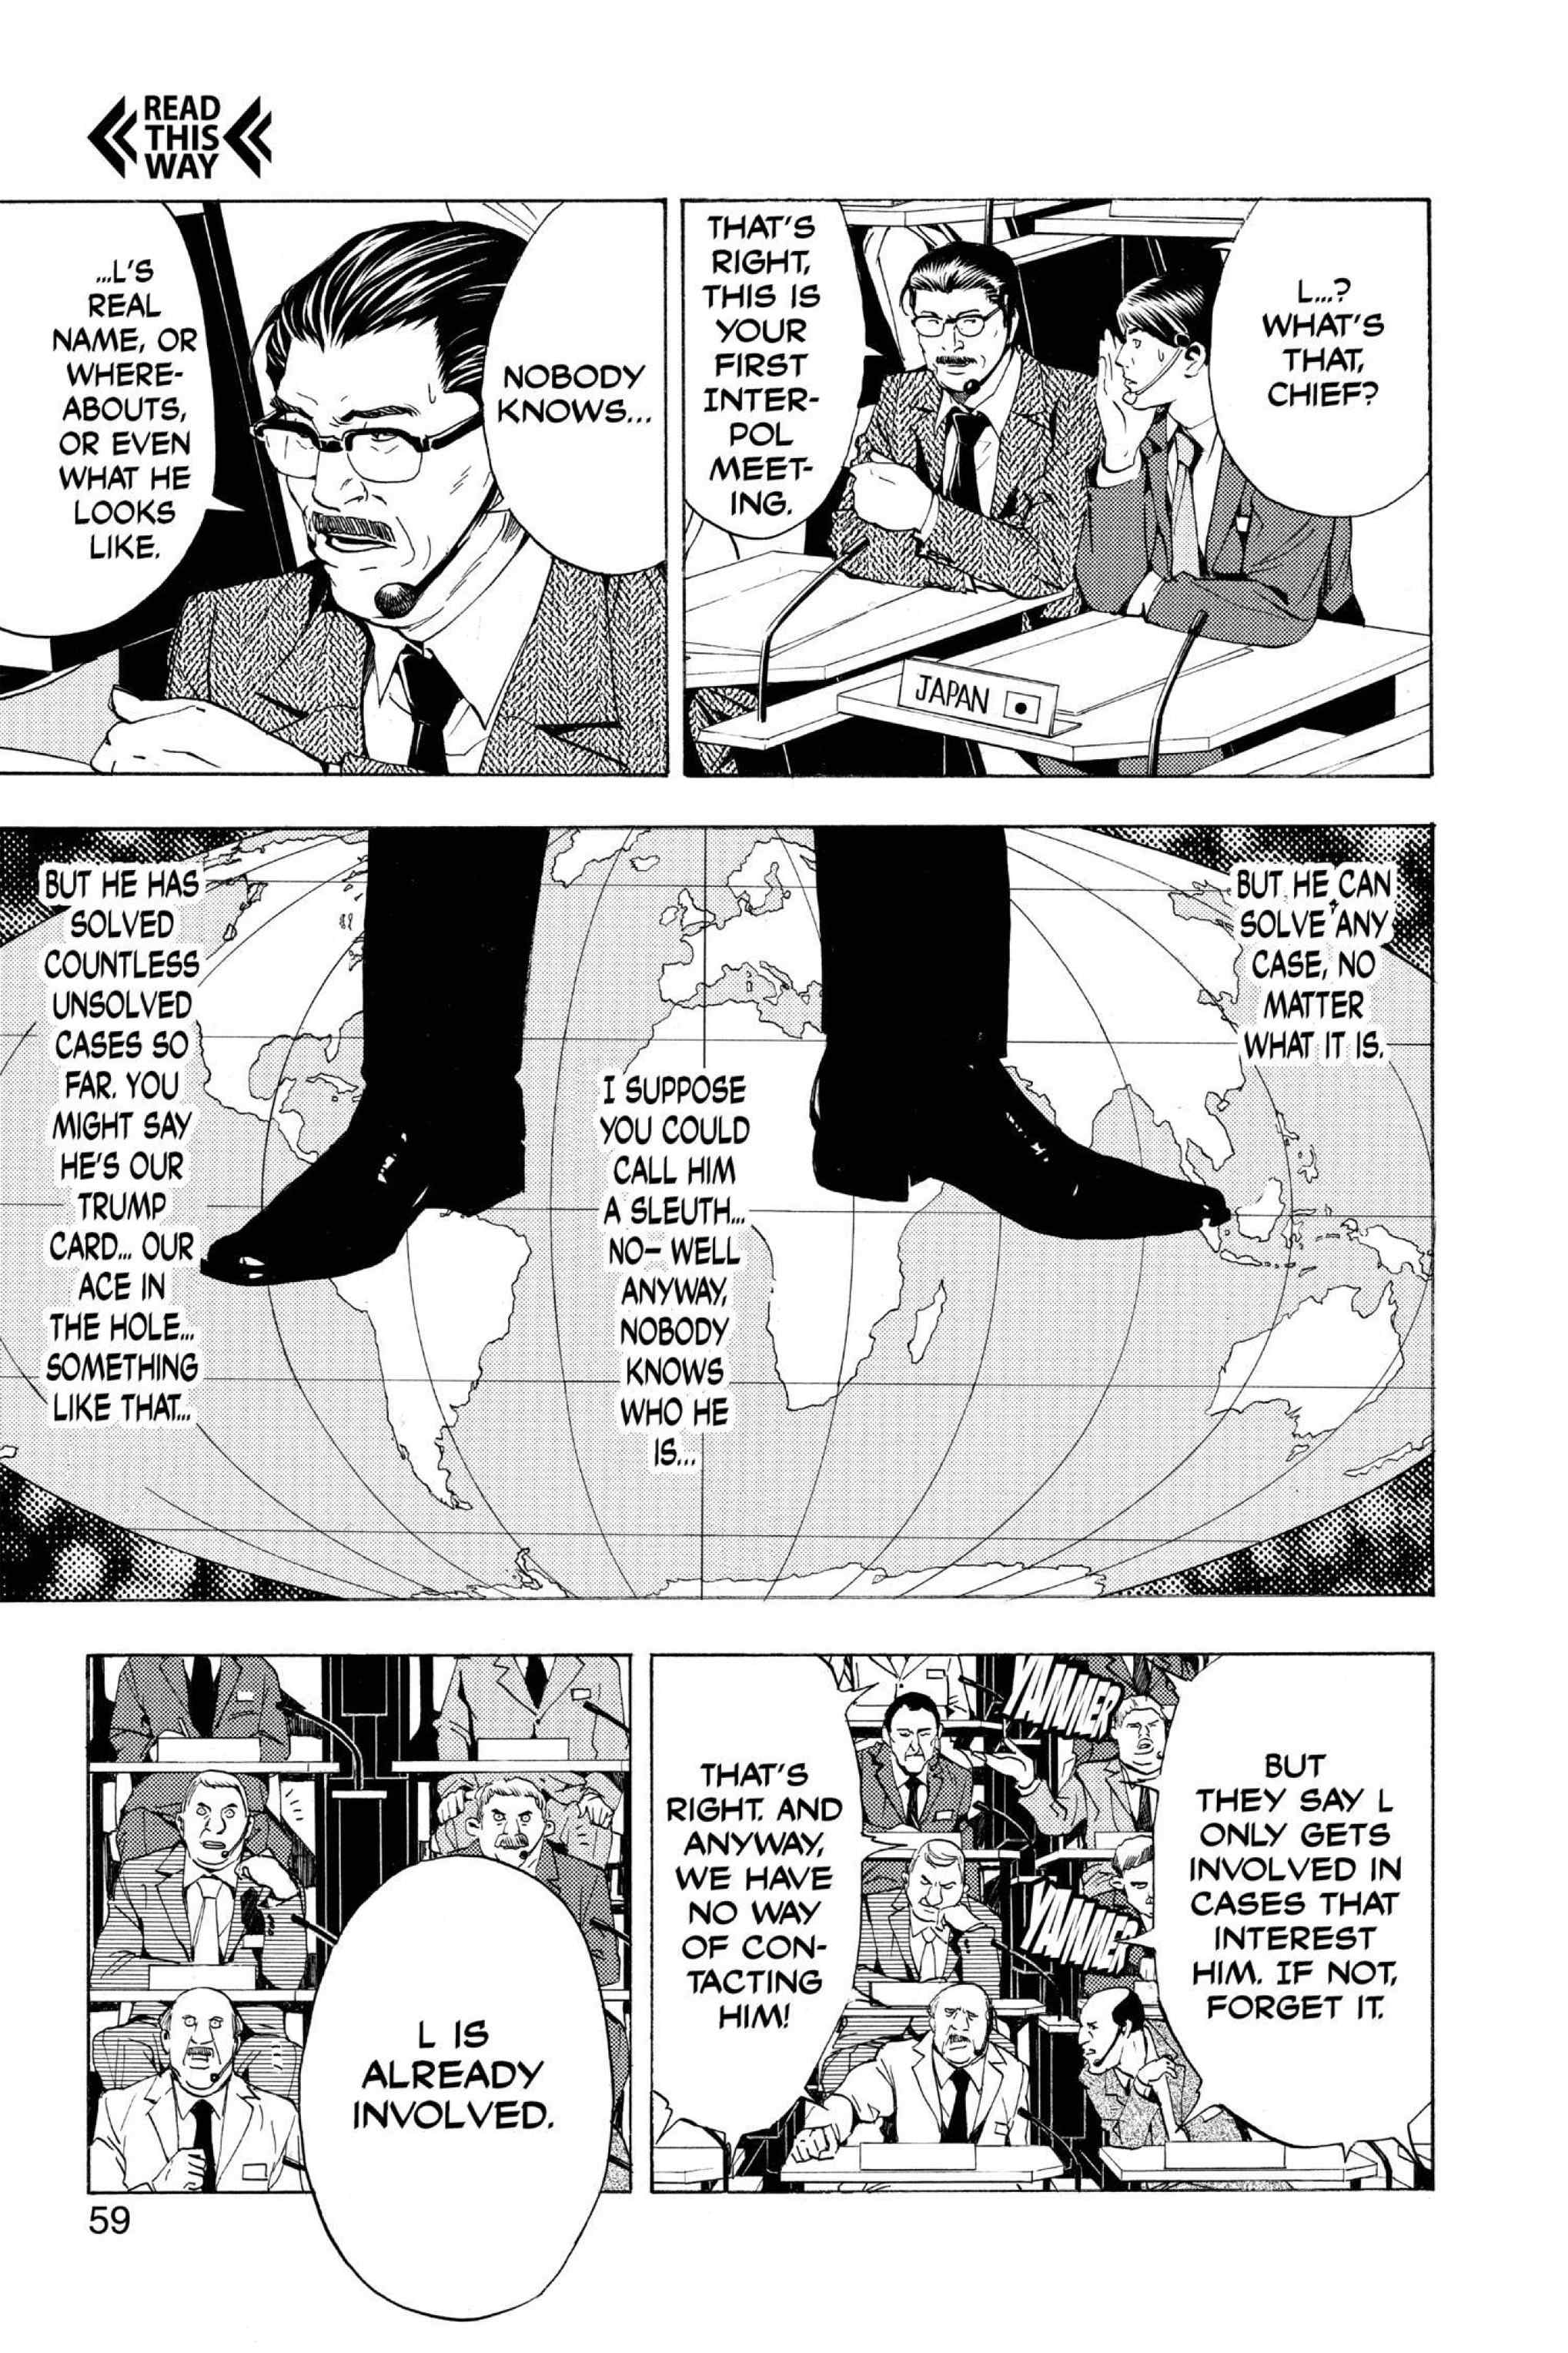 READ
THIS
WAY
L...?
WHAT'S
THAT,
CHIEF?
THAT'S
RIGHT,
THIS IS
YOUR
FIRST
INTER-
POL
MEET-
ING.
NOBODY
KNOWS...
...L'S
REAL
NAME, OR
WHERE-
ABOUTS,
OR EVEN
WHAT HE
LOOKS
LIKE.
JAPAN
BUT HE CAN
SOLVE ANY
CASE, NO
MATTER
WHAT IT IS.
I SUPPOSE
YOU COULD
CALL HIM
A SLEUTH...
NO- WELL
ANYWAY,
NOBODY
KNOWS
WHO HE
IS...
BUT HE HAS
SOLVED
COUNTLESS
UNSOLVED
CASES SO
FAR. YOU
MIGHT SAY
HE'S OUR
TRUMP
CARD... OUR
ACE IN
THE HOLE...
SOMETHING
LIKE THAT...
BUT
THEY SAY L
ONLY GETS
INVOLVED IN
CASES THAT
INTEREST
HIM. IF NOT,
FORGET IT.
YAMMER
YAMMER
THAT'S
RIGHT. AND
ANYWAY,
WE HAVE
NO WAY
OF CON-
TACTING
HIM!
L IS
ALREADY
INVOLVED.
59